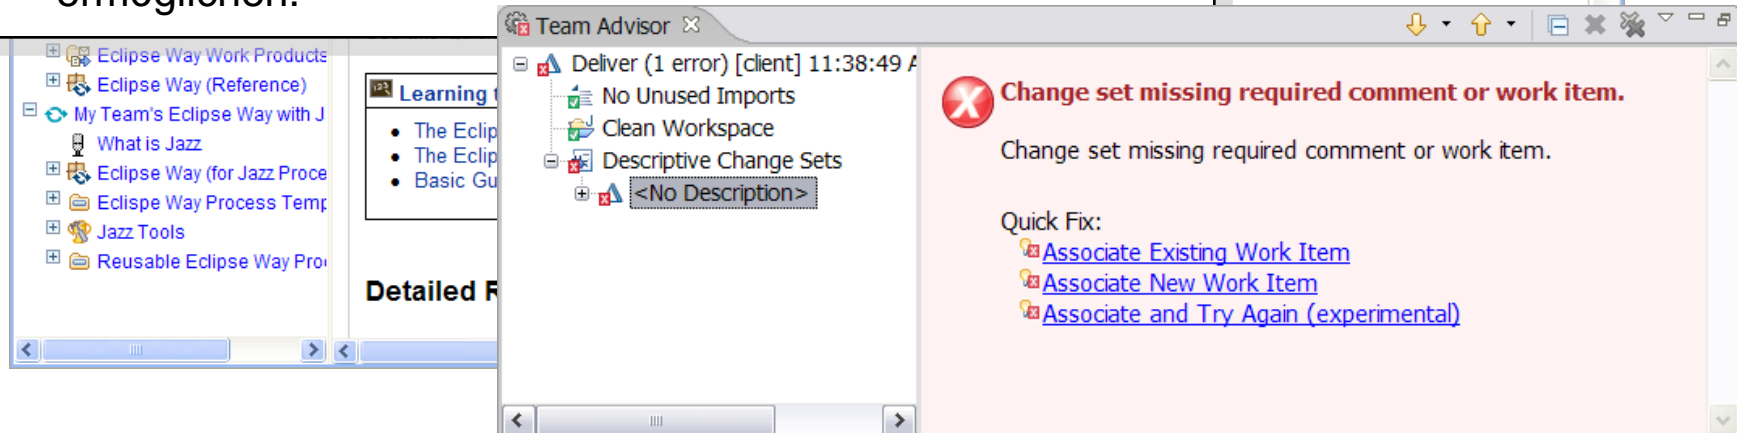 ermöglichen.
Eclipse Way Work Products
Eclipse Way (Reference)
My Team's Eclipse Way with J
What is Jazz
Eclipse Way (for Jazz Proce
Eclispe Way Process Temp
Jazz Tools
Reusable Eclipse Way Pro
Learning t
The Eclip
The Eclip
Basic Gu
Detailed R
Team Advisor
Deliver (1 error) [client] 11:38:49 A
No Unused Imports
Clean Workspace
Descriptive Change Sets
<No Description>
Change set missing required comment or work item.
Change set missing required comment or work item.
Quick Fix:
Associate Existing Work Item
Associate New Work Item
Associate and Try Again (experimental)